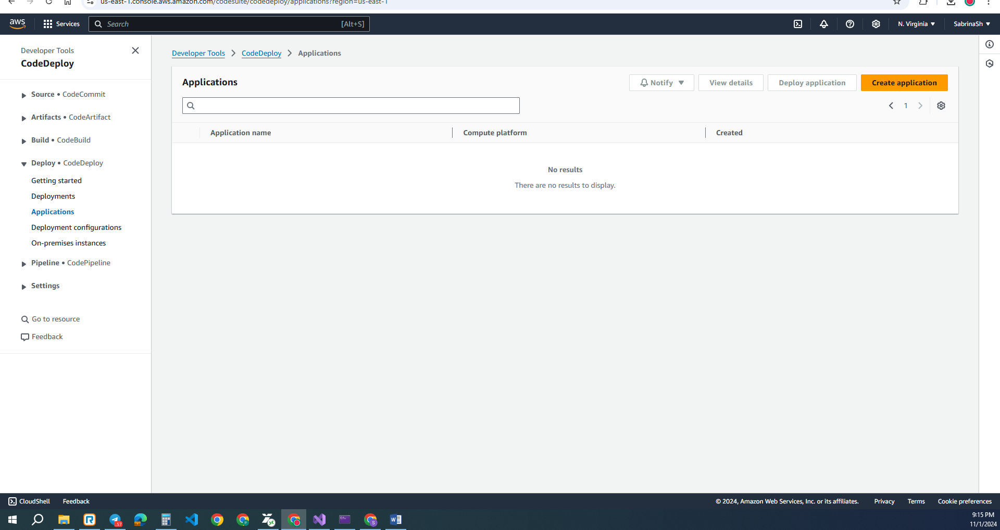 us-east-1.console.aws.amazon.com/codesuite/codedeploy/applications?region=us-east-1
aws Services Search [Alt+S] N. Virginia SabrinaSh
Developer Tools
CodeDeploy
Source • CodeCommit
Artifacts • CodeArtifact
Build • CodeBuild
Deploy • CodeDeploy
Getting started
Deployments
Applications
Deployment configurations
On-premises instances
Pipeline • CodePipeline
Settings
Go to resource
Feedback
Developer Tools > CodeDeploy > Applications
Applications
Notify View details Deploy application Create application
1
Application name Compute platform Created
No results
There are no results to display.
CloudShell Feedback © 2024, Amazon Web Services, Inc. or its affiliates. Privacy Terms Cookie preferences
57
9:15 PM
11/1/2024